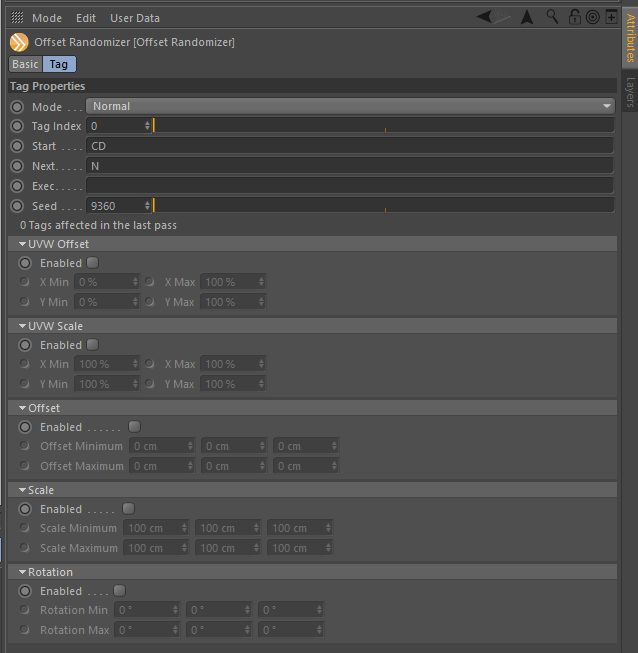 Mode Edit User Data
Offset Randomizer [Offset Randomizer]
Basic Tag
Tag Properties
Mode . . . Normal
Tag Index 0
Start . . . . CD
Next. . . . . N
Exec. . . . .
Seed . . . . 9360
0 Tags affected in the last pass
UVW Offset
Enabled
X Min 0 % X Max 100 %
Y Min 0 % Y Max 100 %
UVW Scale
Enabled
X Min 100 % X Max 100 %
Y Min 100 % Y Max 100 %
Offset
Enabled . . . . . .
Offset Minimum 0 cm 0 cm 0 cm
Offset Maximum 0 cm 0 cm 0 cm
Scale
Enabled . . . . .
Scale Minimum 100 cm 100 cm 100 cm
Scale Maximum 100 cm 100 cm 100 cm
Rotation
Enabled . . . .
Rotation Min 0 ° 0 ° 0 °
Rotation Max 0 ° 0 ° 0 °
Attributes
Layers